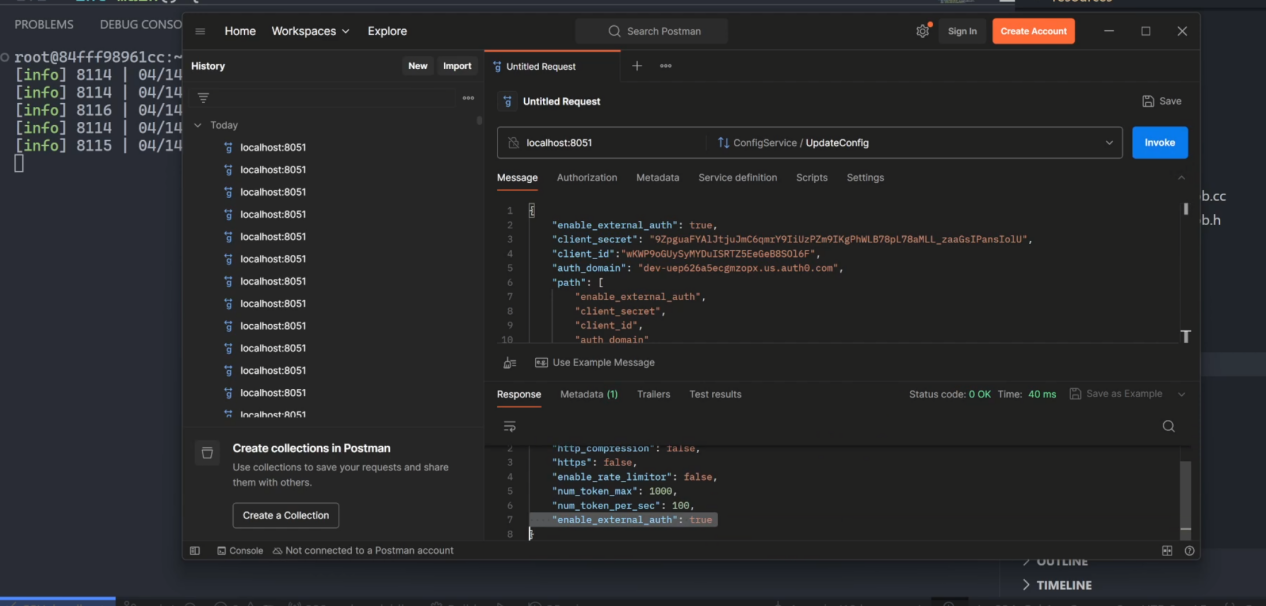 PROBLEMS DEBUG CONSO
root@84fff98961cc:~
[info] 8114 | 04/14
[info] 8114 | 04/14
[info] 8116 | 04/14
[info] 8114 | 04/14
[info] 8115 | 04/14
Home Workspaces Explore Search Postman Sign In Create Account
History New Import
Today
localhost:8051
localhost:8051
localhost:8051
localhost:8051
localhost:8051
localhost:8051
localhost:8051
localhost:8051
localhost:8051
localhost:8051
localhost:8051
localhost:8051
localhost:8051
Create collections in Postman
Use collections to save your requests and share
them with others.
Create a Collection
Untitled Request
Untitled Request Save
localhost:8051 ConfigService / UpdateConfig Invoke
Message Authorization Metadata Service definition Scripts Settings
1 {
2 "enable_external_auth": true,
3 "client_secret": "9ZpguaFYAlJtjuJmC6qmrY9IiUzPZm9IKgPhWLB78pL78aMLL_zaaGsIPansIolU",
4 "client_id":"wKWP9oGUySyMYDuISRTZ5EeGeB8SOl6F",
5 "auth_domain": "dev-uep626a5ecgmzopx.us.auth0.com",
6 "path": [
7 "enable_external_auth",
8 "client_secret",
9 "client_id",
10 "auth_domain"
Use Example Message
Response Metadata (1) Trailers Test results Status code: 0 OK Time: 40 ms Save as Example
2 "http_compression": false,
3 "https": false,
4 "enable_rate_limitor": false,
5 "num_token_max": 1000,
6 "num_token_per_sec": 100,
7 "enable_external_auth": true
8 }
Console Not connected to a Postman account
b.cc
b.h
OUTLINE
TIMELINE